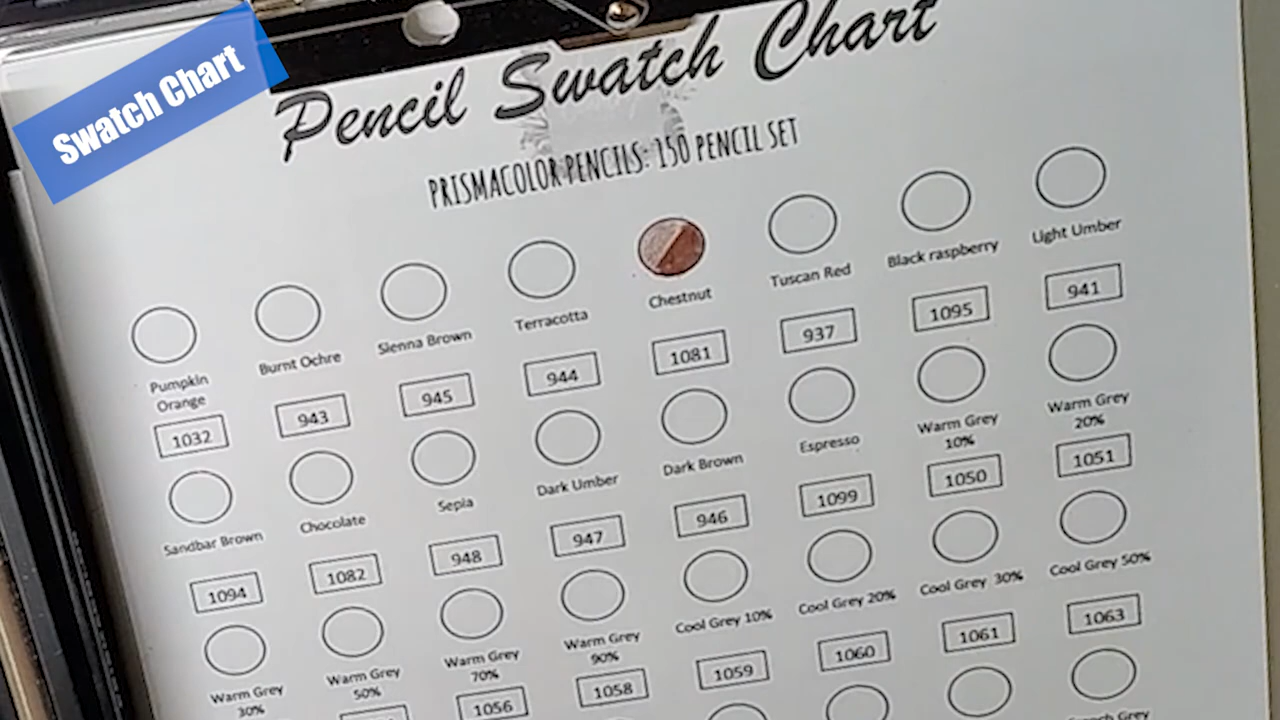 Swatch Chart
Pencil Swatch Chart
PRISMACOLOR PENCILS: 150 PENCIL SET
Pumpkin
Orange
Burnt Ochre
Sienna Brown
Terracotta
Chestnut
Tuscan Red
Black raspberry
Light Umber
1032
943
945
944
1081
937
1095
941
Sandbar Brown
Chocolate
Sepia
Dark Umber
Dark Brown
Espresso
Warm Grey
10%
Warm Grey
20%
1094
1082
948
947
946
1099
1050
1051
Warm Grey
30%
Warm Grey
50%
Warm Grey
70%
Warm Grey
90%
Cool Grey 10%
Cool Grey 20%
Cool Grey 30%
Cool Grey 50%
1056
1058
1059
1060
1061
1063